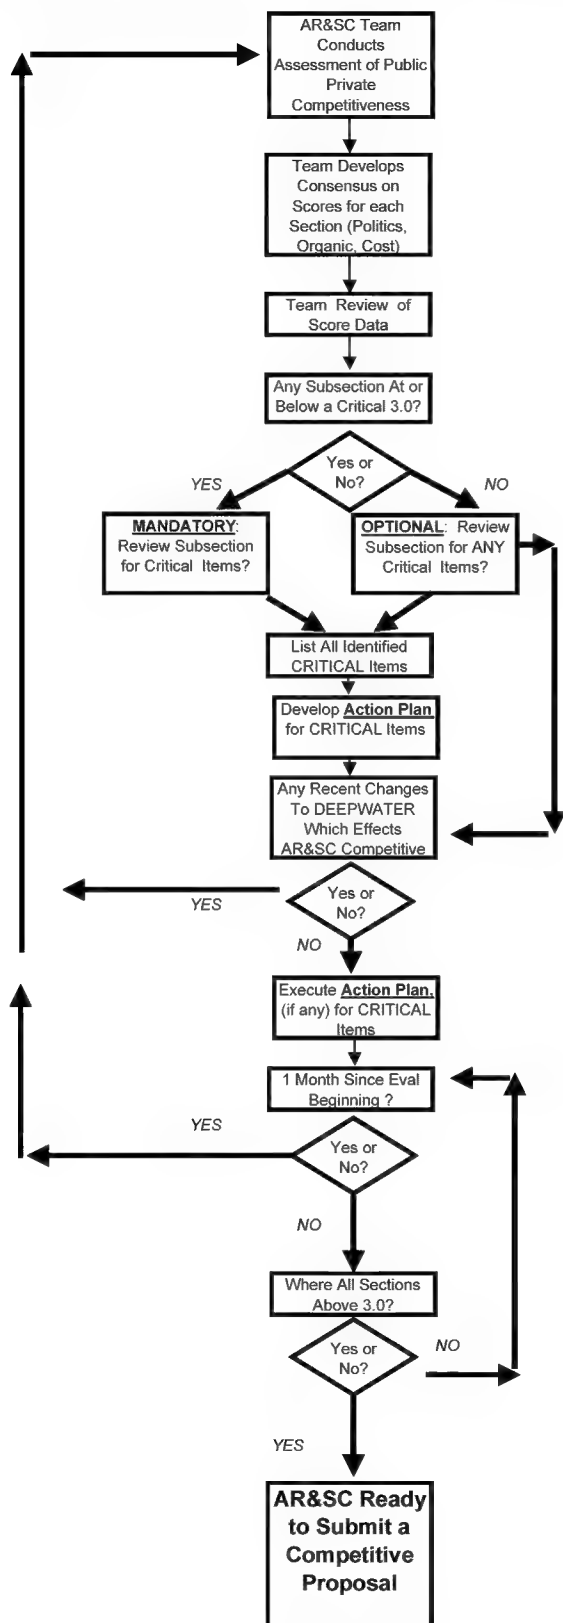 AR&SC Team
Conducts
Assessment of Public
Private
Competitiveness
Team Develops
Consensus on
Scores for each
Section (Politics,
Organic, Cost)
Team Review of
Score Data
Any Subsection At or
Below a Critical 3.0?
Yes or
No?
YES
NO
MANDATORY:
Review Subsection
for Critical Items?
OPTIONAL: Review
Subsection for ANY
Critical Items?
List All Identified
CRITICAL Items
Develop Action Plan
for CRITICAL Items
Any Recent Changes
To DEEPWATER
Which Effects
AR&SC Competitive
Yes or
No?
YES
NO
Execute Action Plan,
(if any) for CRITICAL
Items
1 Month Since Eval
Beginning ?
YES
Yes or
No?
NO
Where All Sections
Above 3.0?
Yes or
No?
NO
YES
AR&SC Ready
to Submit a
Competitive
Proposal